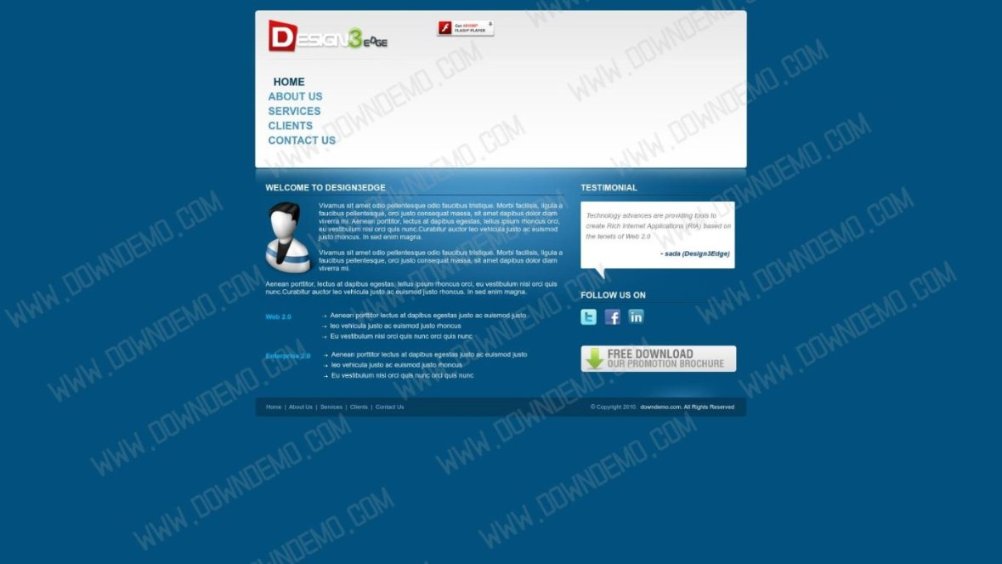 DESIGN3EDGE
Get ADOBE®
FLASH® PLAYER
HOME
ABOUT US
SERVICES
CLIENTS
CONTACT US
WELCOME TO DESIGN3EDGE
Vivamus sit amet odio pellentesque odio faucibus tristique. Morbi facilisis, ligula a
faucibus pellentesque, orci justo consequat massa, sit amet dapibus dolor diam
viverra mi. Aenean porttitor, lectus at dapibus egestas, tellus ipsum rhoncus orci,
eu vestibulum nisi orci quis nunc.Curabitur auctor leo vehicula justo ac euismod
justo rhoncus. In sed enim magna.
Vivamus sit amet odio pellentesque odio faucibus tristique. Morbi facilisis, ligula a
faucibus pellentesque, orci justo consequat massa, sit amet dapibus dolor diam
viverra mi.
Aenean porttitor, lectus at dapibus egestas, tellus ipsum rhoncus orci, eu vestibulum nisi orci quis
nunc.Curabitur auctor leo vehicula justo ac euismod justo rhoncus. In sed enim magna.
Web 2.0
Aenean porttitor lectus at dapibus egestas justo ac euismod justo
leo vehicula justo ac euismod justo rhoncus
Eu vestibulum nisi orci quis nunc orci quis nunc
Enterprise 2.0
Aenean porttitor lectus at dapibus egestas justo ac euismod justo
leo vehicula justo ac euismod justo rhoncus
Eu vestibulum nisi orci quis nunc orci quis nunc
TESTIMONIAL
Technology advances are providing tools to
create Rich Internet Applications (RIA) based on
the tenets of Web 2.0
- sada (Design3Edge)
FOLLOW US ON
FREE DOWNLOAD
OUR PROMOTION BROCHURE
Home | About Us | Services | Clients | Contact Us
© Copyright 2010. downdemo.com. All Rights Reserved
WWW.DOWNDEMO.COM